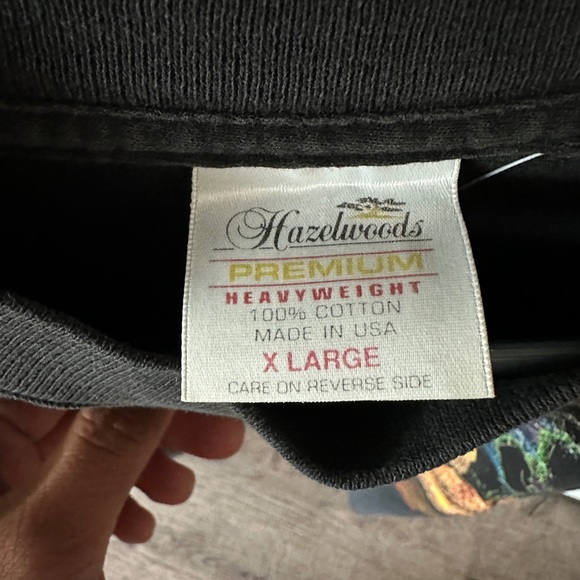 Hazelwoods
PREMIUM
HEAVYWEIGHT
100% COTTON
MADE IN USA
X LARGE
CARE ON REVERSE SIDE